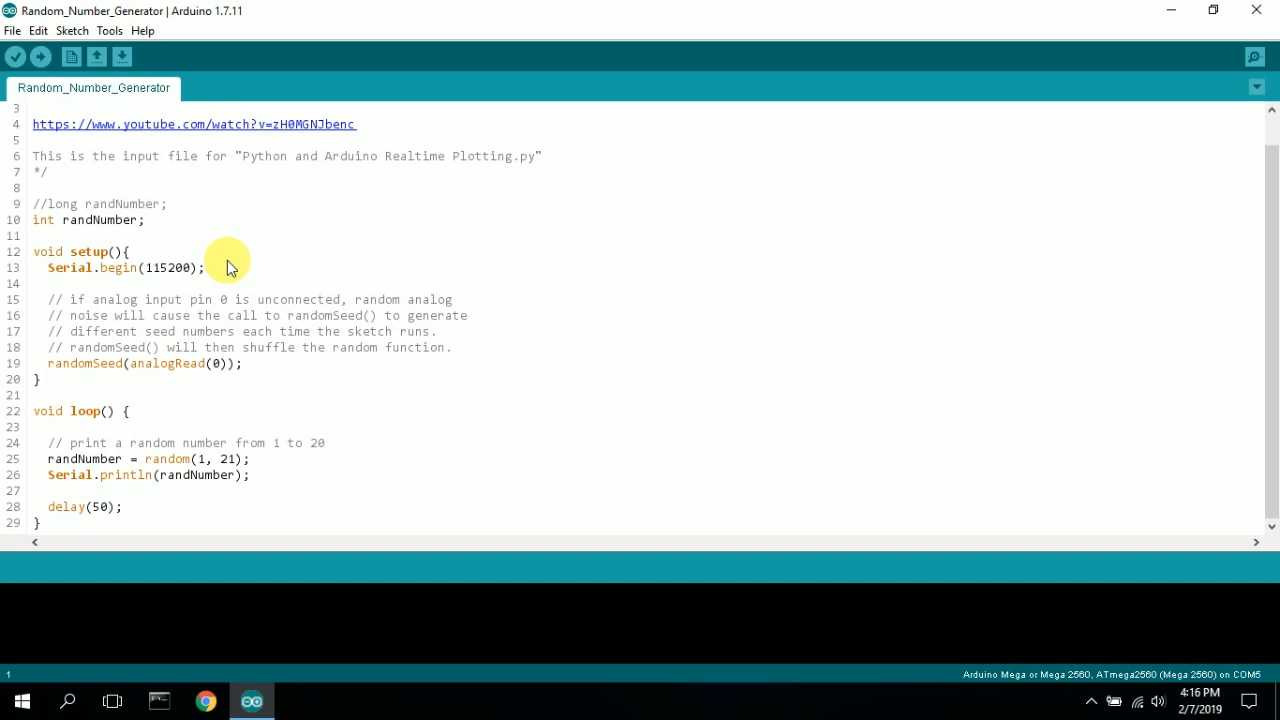 Random_Number_Generator | Arduino 1.7.11
File Edit Sketch Tools Help
Random_Number_Generator
3
4 https://www.youtube.com/watch?v=zH0MGNJbenc
5
6 This is the input file for "Python and Arduino Realtime Plotting.py"
7 */
8
9 //long randNumber;
10 int randNumber;
11
12 void setup(){
13 Serial.begin(115200);
14
15 // if analog input pin 0 is unconnected, random analog
16 // noise will cause the call to randomSeed() to generate
17 // different seed numbers each time the sketch runs.
18 // randomSeed() will then shuffle the random function.
19 randomSeed(analogRead(0));
20 }
21
22 void loop() {
23
24 // print a random number from 1 to 20
25 randNumber = random(1, 21);
26 Serial.println(randNumber);
27
28 delay(50);
29 }
1 Arduino Mega or Mega 2560, ATmega2560 (Mega 2560) on COM5
4:16 PM
2/7/2019